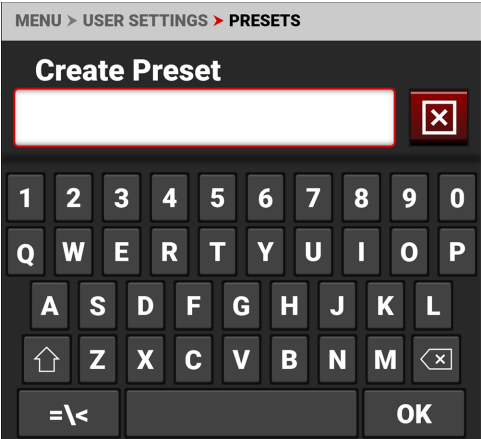 MENU > USER SETTINGS > PRESETS
Create Preset
1 2 3 4 5 6 7 8 9 0
Q W E R T Y U I O P
A S D F G H J K L
Z X C V B N M
=\< OK